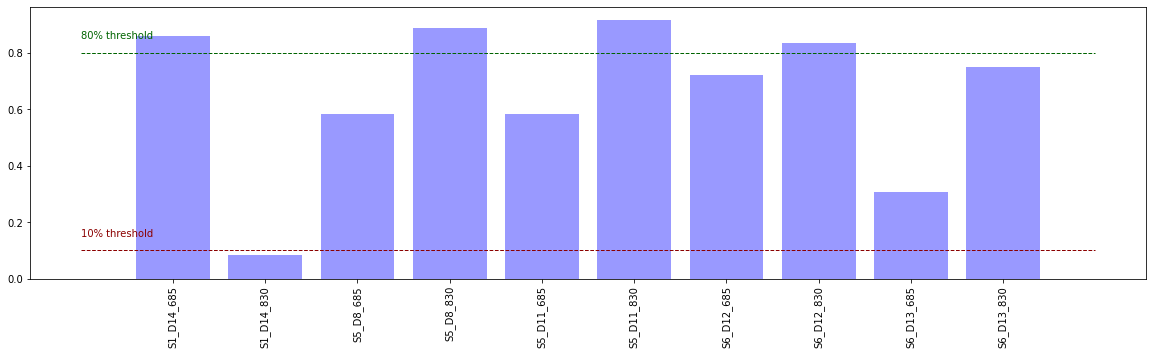 80% threshold
0.8
0.6
0.4
0.2
10% threshold
0.0
S1_D14_685
S1_D14_830
S5_D8_685
S5_D8_830
S5_D11_685
S5_D11_830
S6_D12_685
S6_D12_830
S6_D13_685
S6_D13_830